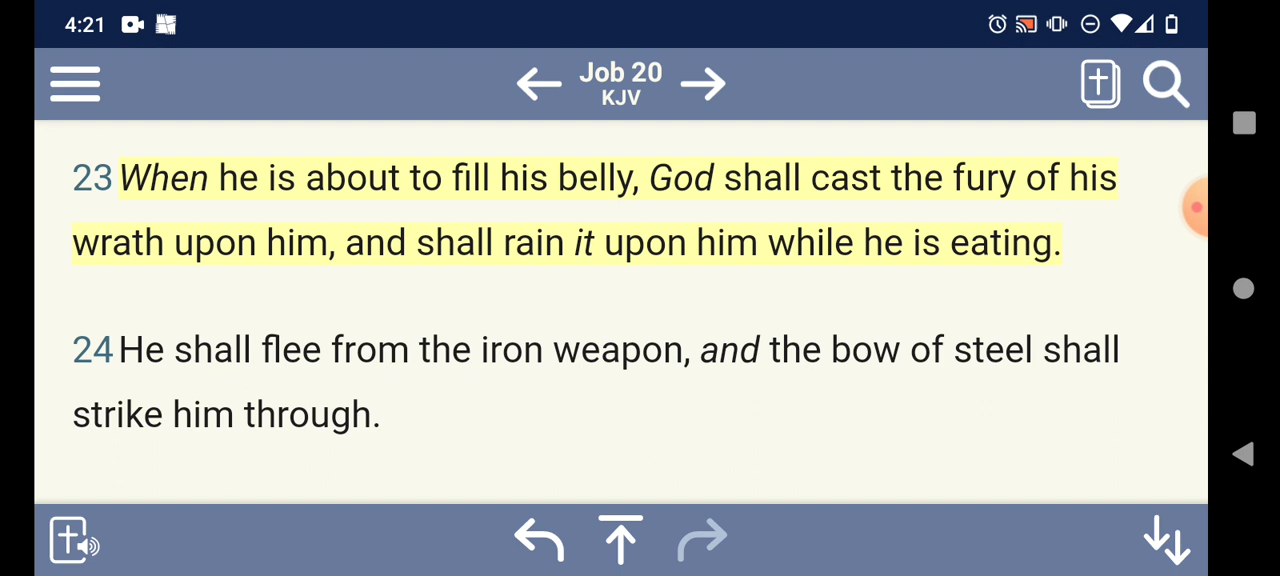 4:21
Job 20
KJV
23 When he is about to fill his belly, God shall cast the fury of his
wrath upon him, and shall rain it upon him while he is eating.
24 He shall flee from the iron weapon, and the bow of steel shall
strike him through.